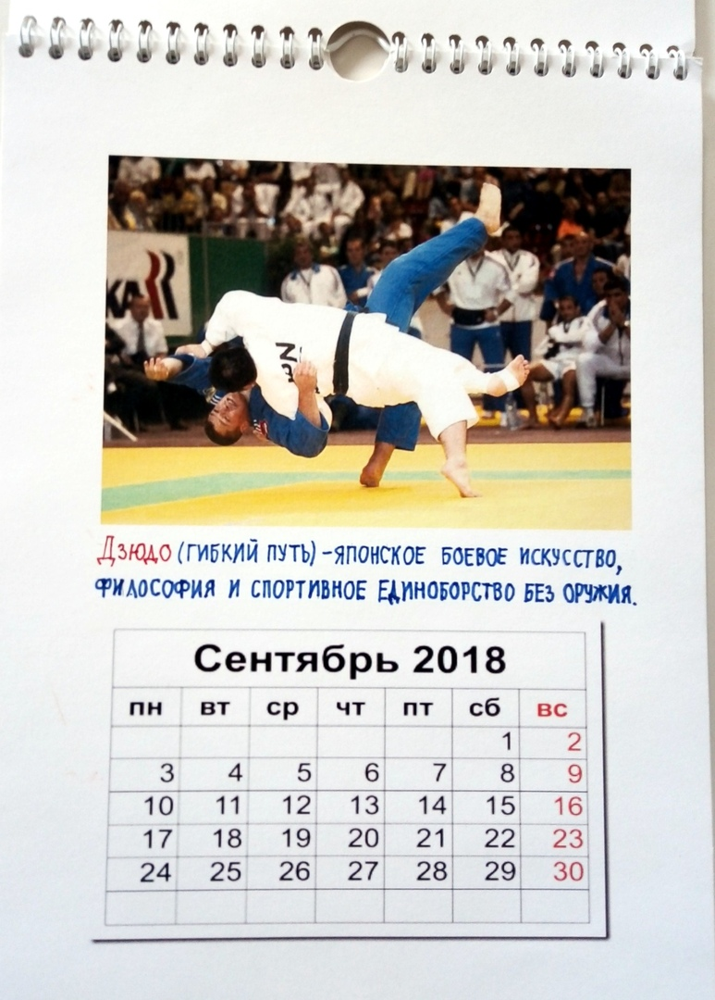 Дзюдо (гибкий путь) - японское боевое искусство,
философия и спортивное единоборство без оружия.
Сентябрь 2018
пн вт ср чт пт сб вс
1 2
3 4 5 6 7 8 9
10 11 12 13 14 15 16
17 18 19 20 21 22 23
24 25 26 27 28 29 30